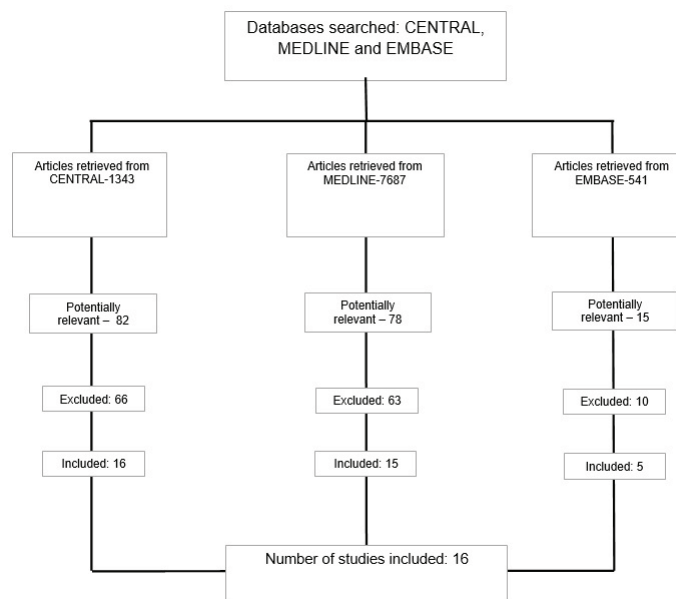 Databases searched: CENTRAL,
MEDLINE and EMBASE
Articles retrieved from
CENTRAL-1343
Articles retrieved from
MEDLINE-7687
Articles retrieved from
EMBASE-541
Potentially
relevant – 82
Potentially
relevant – 78
Potentially
relevant – 15
Excluded: 66
Excluded: 63
Excluded: 10
Included: 16
Included: 15
Included: 5
Number of studies included: 16